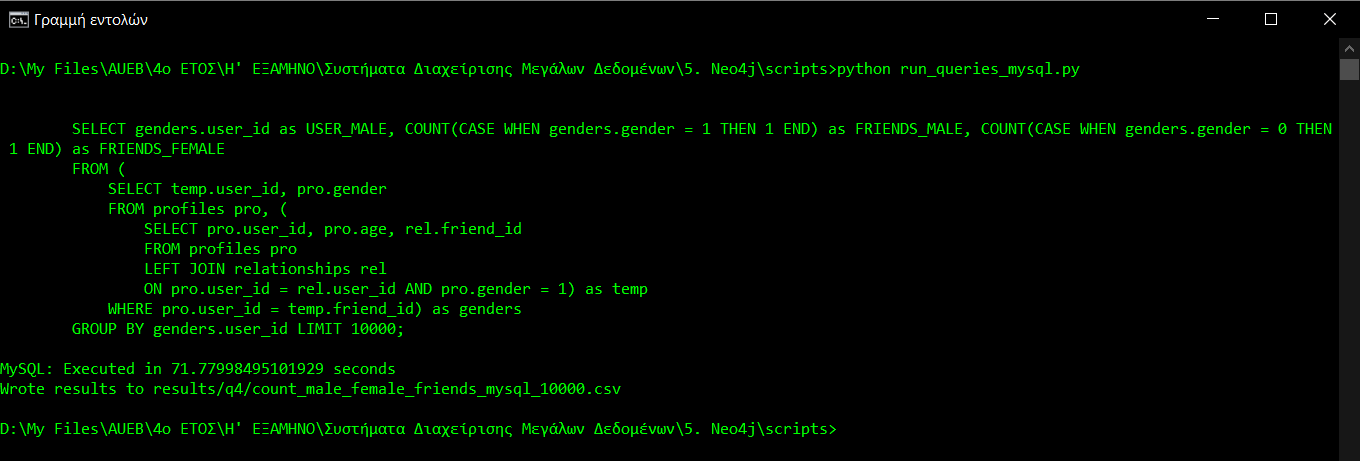 Γραμμή εντολών
D:\My Files\AUEB\4ο ΕΤΟΣ\Η' ΕΞΑΜΗΝΟ\Συστήματα Διαχείρισης Μεγάλων Δεδομένων\5. Neo4j\scripts>python run_queries_mysql.py
SELECT genders.user_id as USER_MALE, COUNT(CASE WHEN genders.gender = 1 THEN 1 END) as FRIENDS_MALE, COUNT(CASE WHEN genders.gender = 0 THEN
1 END) as FRIENDS_FEMALE
FROM (
SELECT temp.user_id, pro.gender
FROM profiles pro, (
SELECT pro.user_id, pro.age, rel.friend_id
FROM profiles pro
LEFT JOIN relationships rel
ON pro.user_id = rel.user_id AND pro.gender = 1) as temp
WHERE pro.user_id = temp.friend_id) as genders
GROUP BY genders.user_id LIMIT 10000;
MySQL: Executed in 71.77998495101929 seconds
Wrote results to results/q4/count_male_female_friends_mysql_10000.csv
D:\My Files\AUEB\4ο ΕΤΟΣ\Η' ΕΞΑΜΗΝΟ\Συστήματα Διαχείρισης Μεγάλων Δεδομένων\5. Neo4j\scripts>